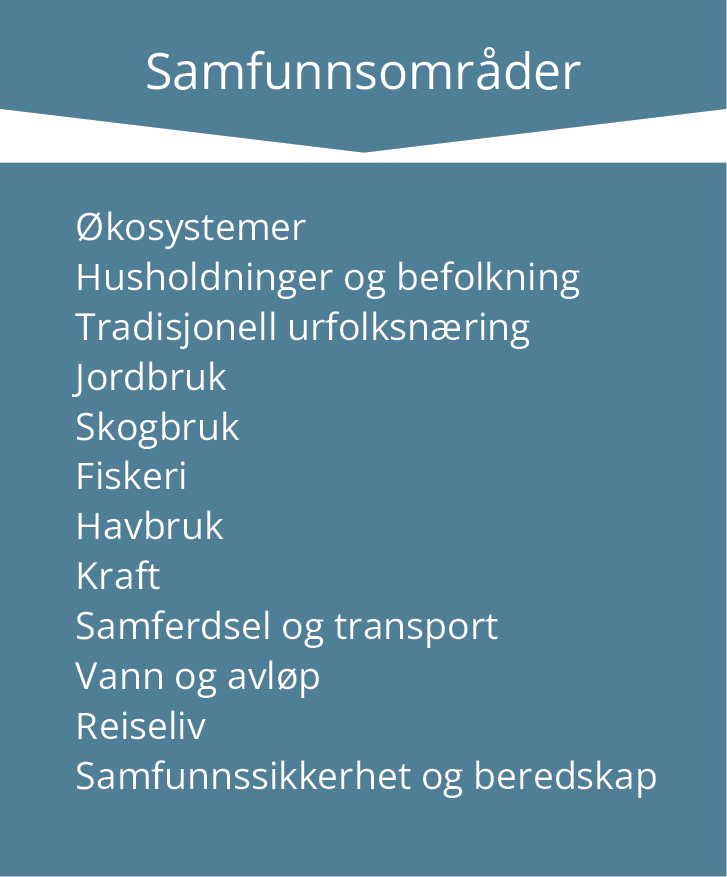 Samfunnsområder
Økosystemer
Husholdninger og befolkning
Tradisjonell urfolksnæring
Jordbruk
Skogbruk
Fiskeri
Havbruk
Kraft
Samferdsel og transport
Vann og avløp
Reiseliv
Samfunnssikkerhet og beredskap